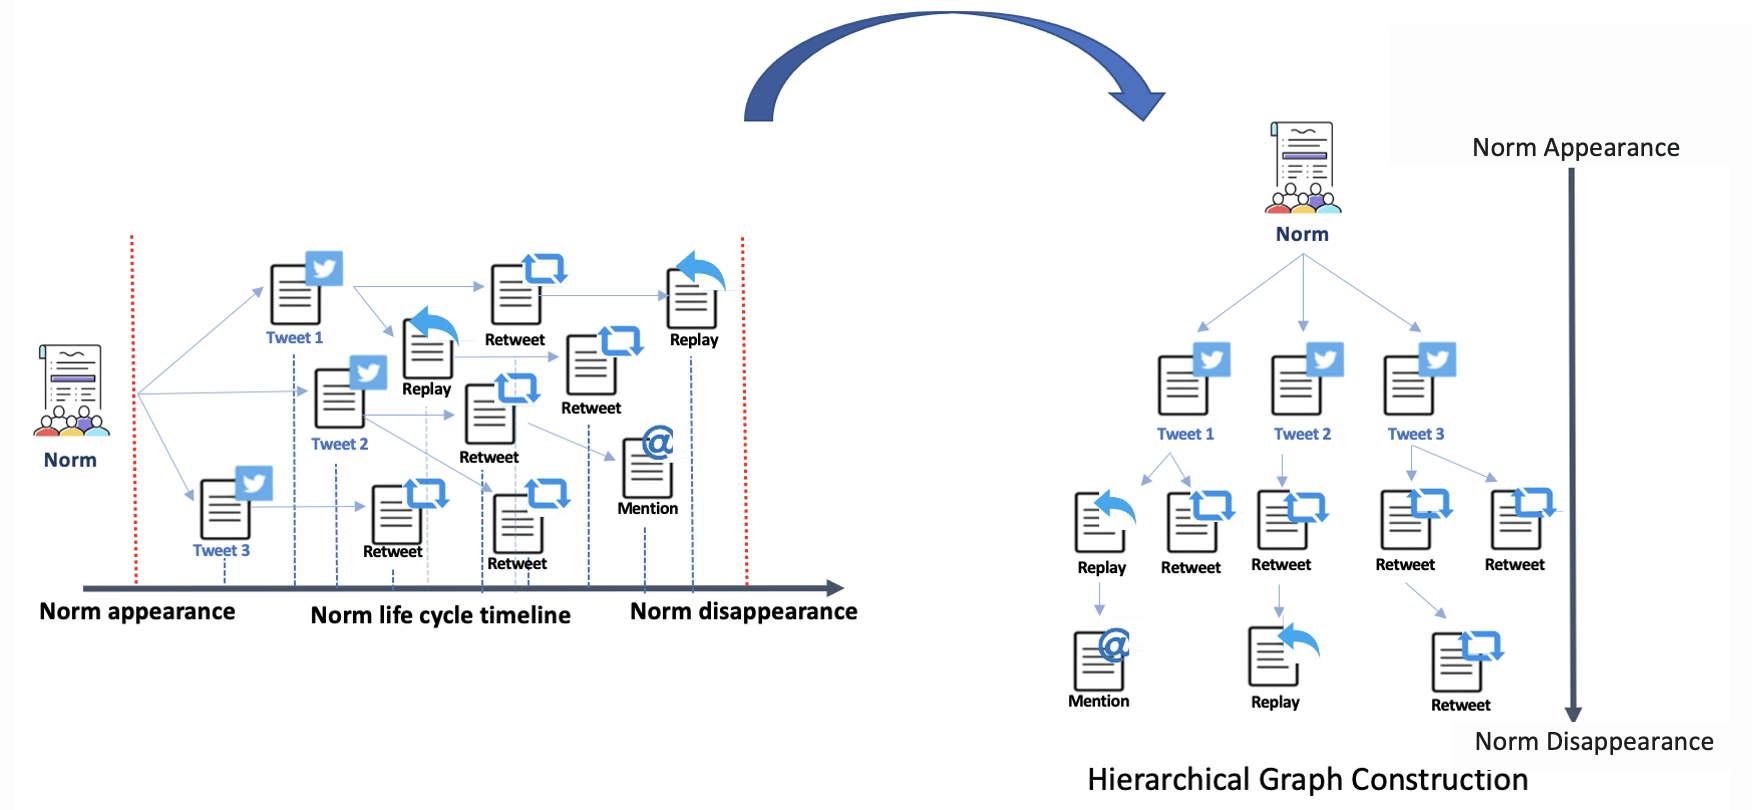 Norm Appearance
Norm
Tweet 1
Retweet
Replay
Replay
Retweet
Tweet 2
Norm
Retweet
Mention
Tweet 3
Retweet
Retweet
Norm appearance
Norm life cycle timeline
Norm disappearance
Tweet 1
Tweet 2
Tweet 3
Replay
Retweet
Retweet
Retweet
Retweet
Mention
Replay
Retweet
Norm Disappearance
Hierarchical Graph Construction